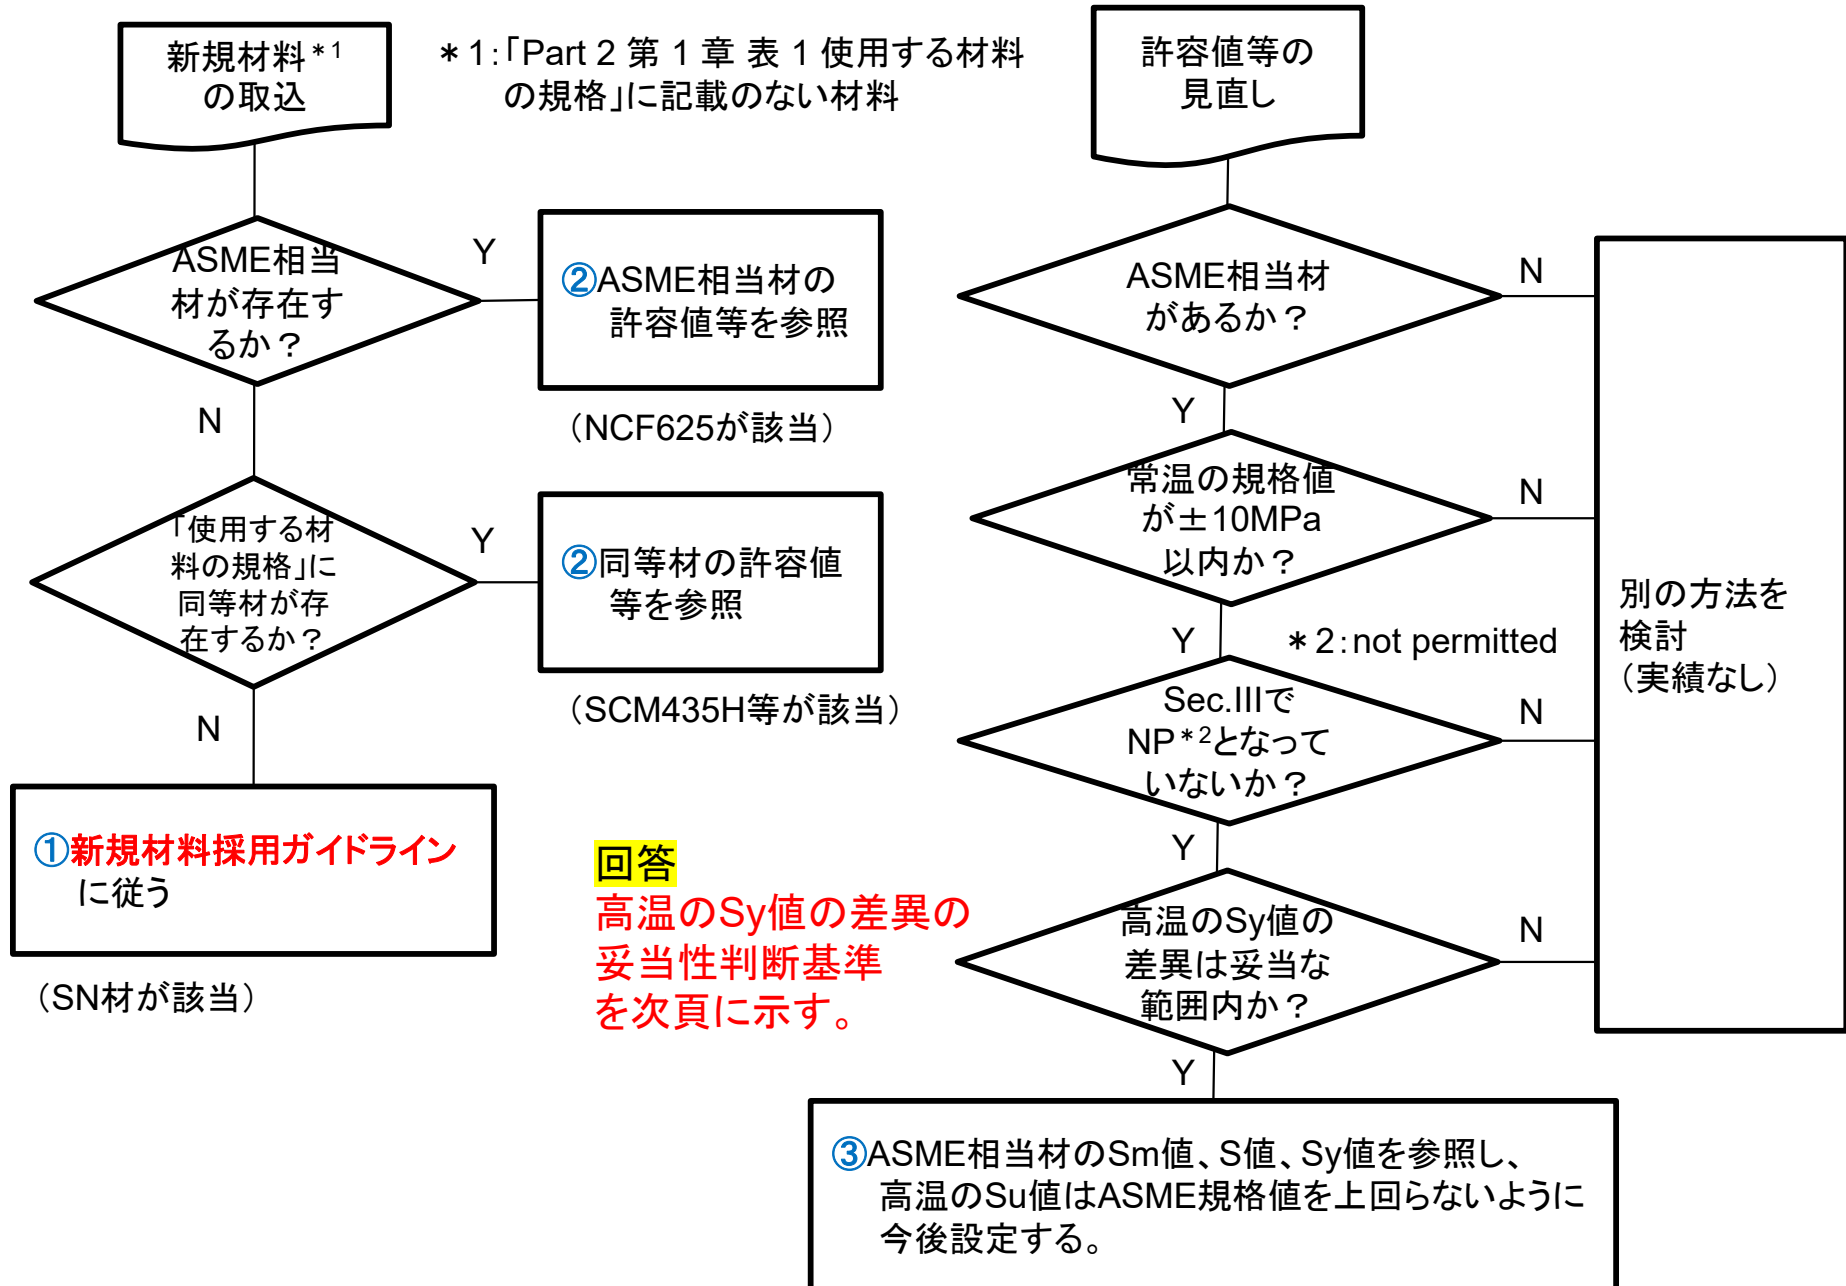 新規材料*1
の取込
*1:「Part 2 第 1 章 表 1 使用する材料
の規格」に記載のない材料
ASME相当
材が存在す
るか？
Y
②ASME相当材の
許容値等を参照
（NCF625が該当）
N
「使用する材
料の規格」に
同等材が存
在するか？
Y
②同等材の許容値
等を参照
（SCM435H等が該当）
N
①新規材料採用ガイドライン
に従う
（SN材が該当）
回答
高温のSy値の差異の
妥当性判断基準
を次頁に示す。
許容値等の
見直し
ASME相当材
があるか？
N
Y
常温の規格値
が±10MPa
以内か？
N
Y
*2:not permitted
Sec.IIIで
NP*2となって
いないか？
N
Y
高温のSy値の
差異は妥当な
範囲内か？
N
Y
別の方法を
検討
（実績なし）
③ASME相当材のSm値、S値、Sy値を参照し、
高温のSu値はASME規格値を上回らないように
今後設定する。